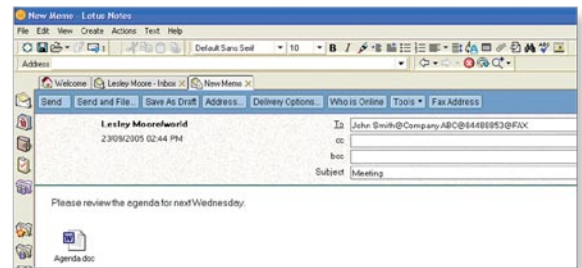 New Memo - Lotus Notes
File Edit View Create Actions Text Help
Default Sans Serif 10 B I
Address
Welcome Lesley Moore - Inbox New Memo
Send Send and File... Save As Draft Address... Delivery Options... Who is Online Tools Fax Address
Lesley Moore/world To John Smith@Company ABC@64486953@FAX
23/09/2005 02:44 PM cc
bcc
Subject Meeting
Please review the agenda for next Wednesday.
Agenda.doc